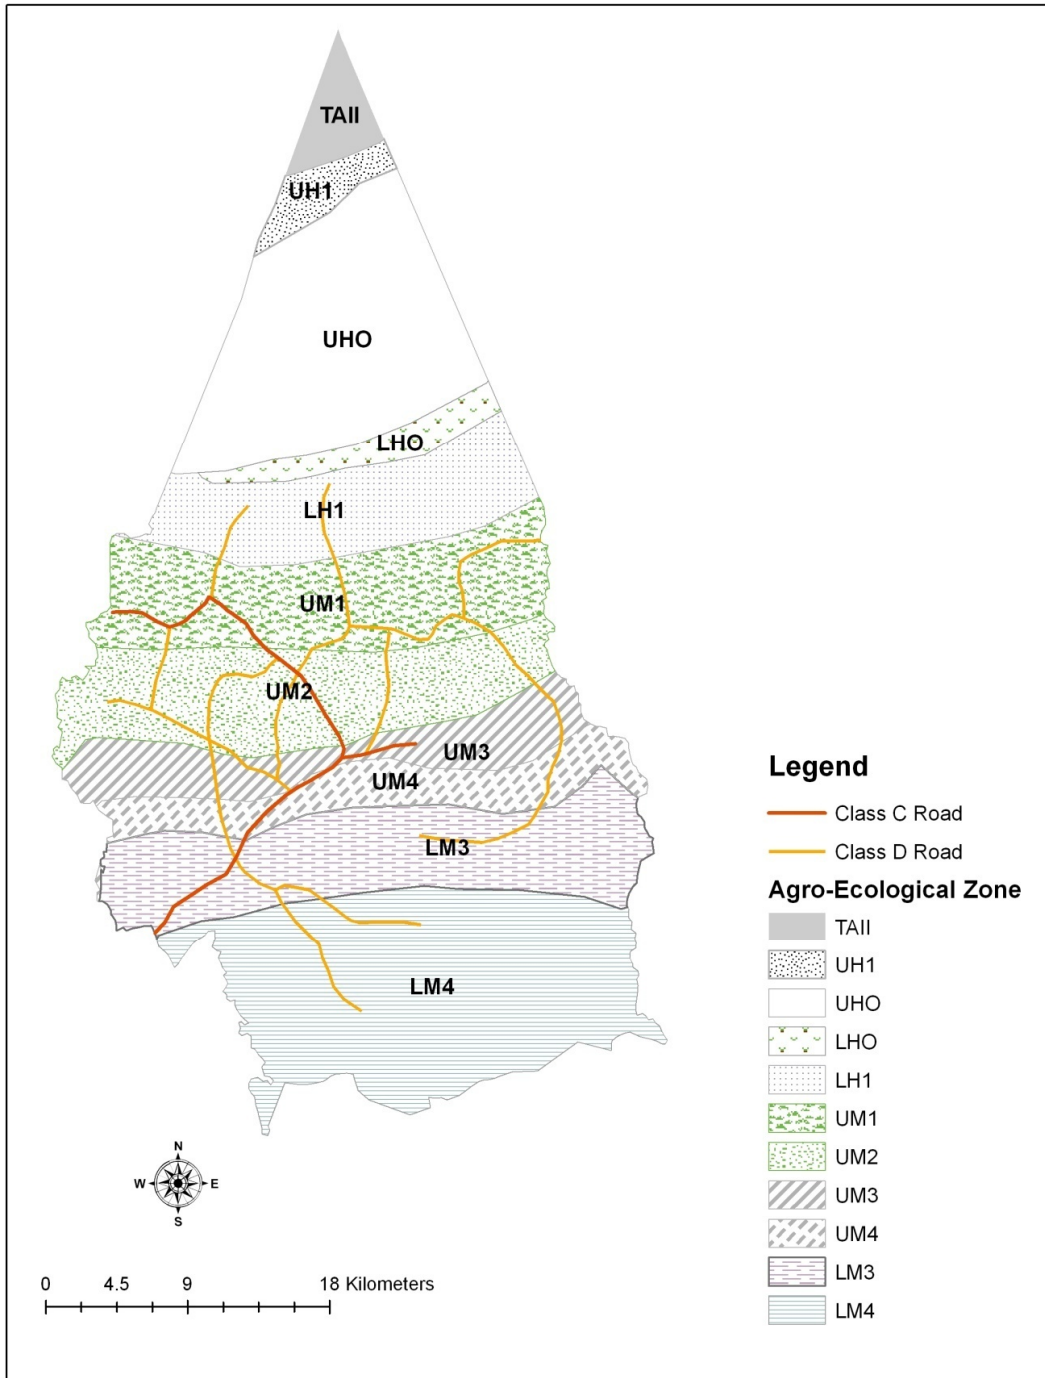 TAII
UH1
UHO
LHO
LH1
UM1
UM2
UM3
UM4
LM3
LM4
Legend
Class C Road
Class D Road
Agro-Ecological Zone
TAII
UH1
UHO
LHO
LH1
UM1
UM2
UM3
UM4
LM3
LM4
N
W E
S
0 4.5 9 18 Kilometers